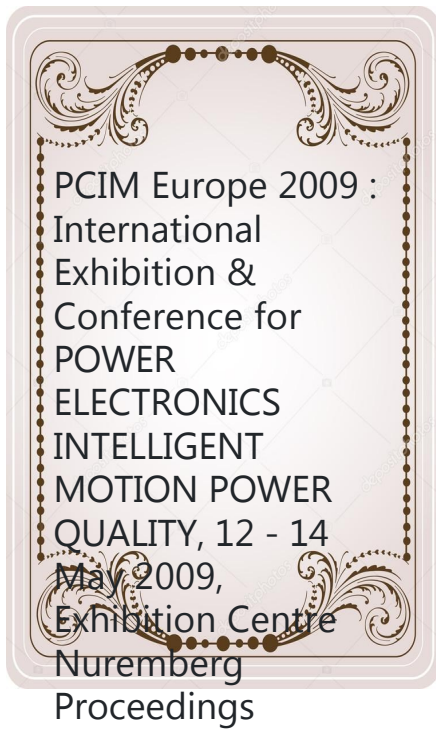 PCIM Europe 2009 :
International
Exhibition &
Conference for
POWER
ELECTRONICS
INTELLIGENT
MOTION POWER
QUALITY, 12 - 14
May 2009,
Exhibition Centre
Nuremberg
Proceedings